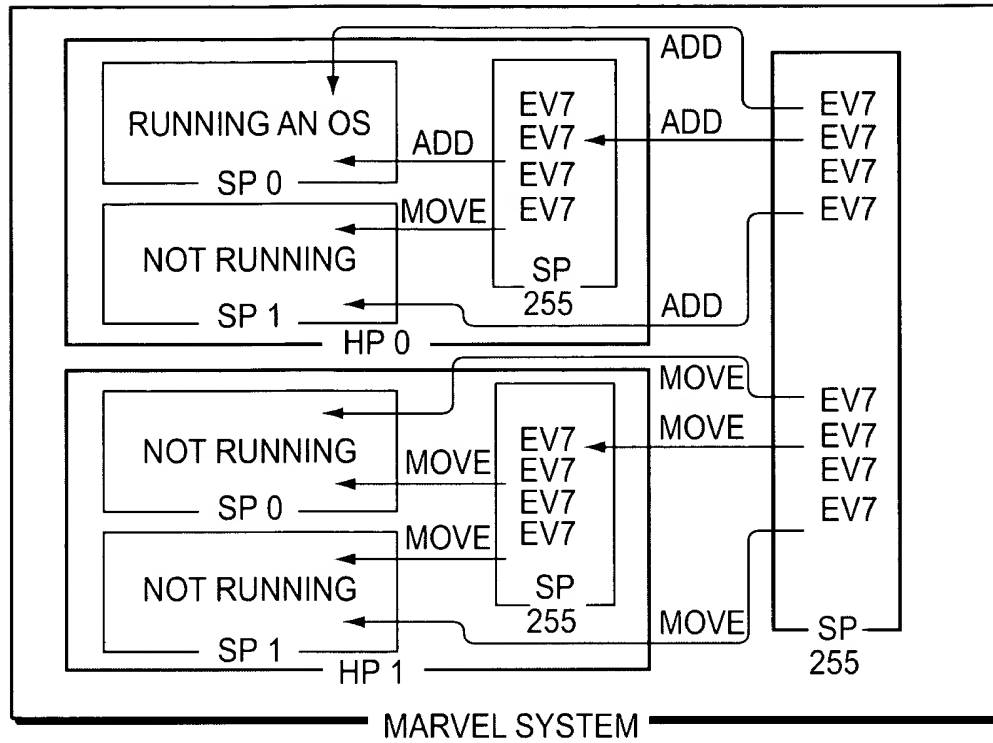 ADD
RUNNING AN OS
SP 0
ADD
EV7
EV7
EV7
EV7
SP
255
ADD
EV7
EV7
EV7
EV7
NOT RUNNING
SP 1
MOVE
ADD
HP 0
NOT RUNNING
SP 0
MOVE
EV7
EV7
EV7
EV7
SP
255
MOVE
MOVE
EV7
EV7
EV7
EV7
NOT RUNNING
SP 1
MOVE
MOVE
SP
255
HP 1
MARVEL SYSTEM